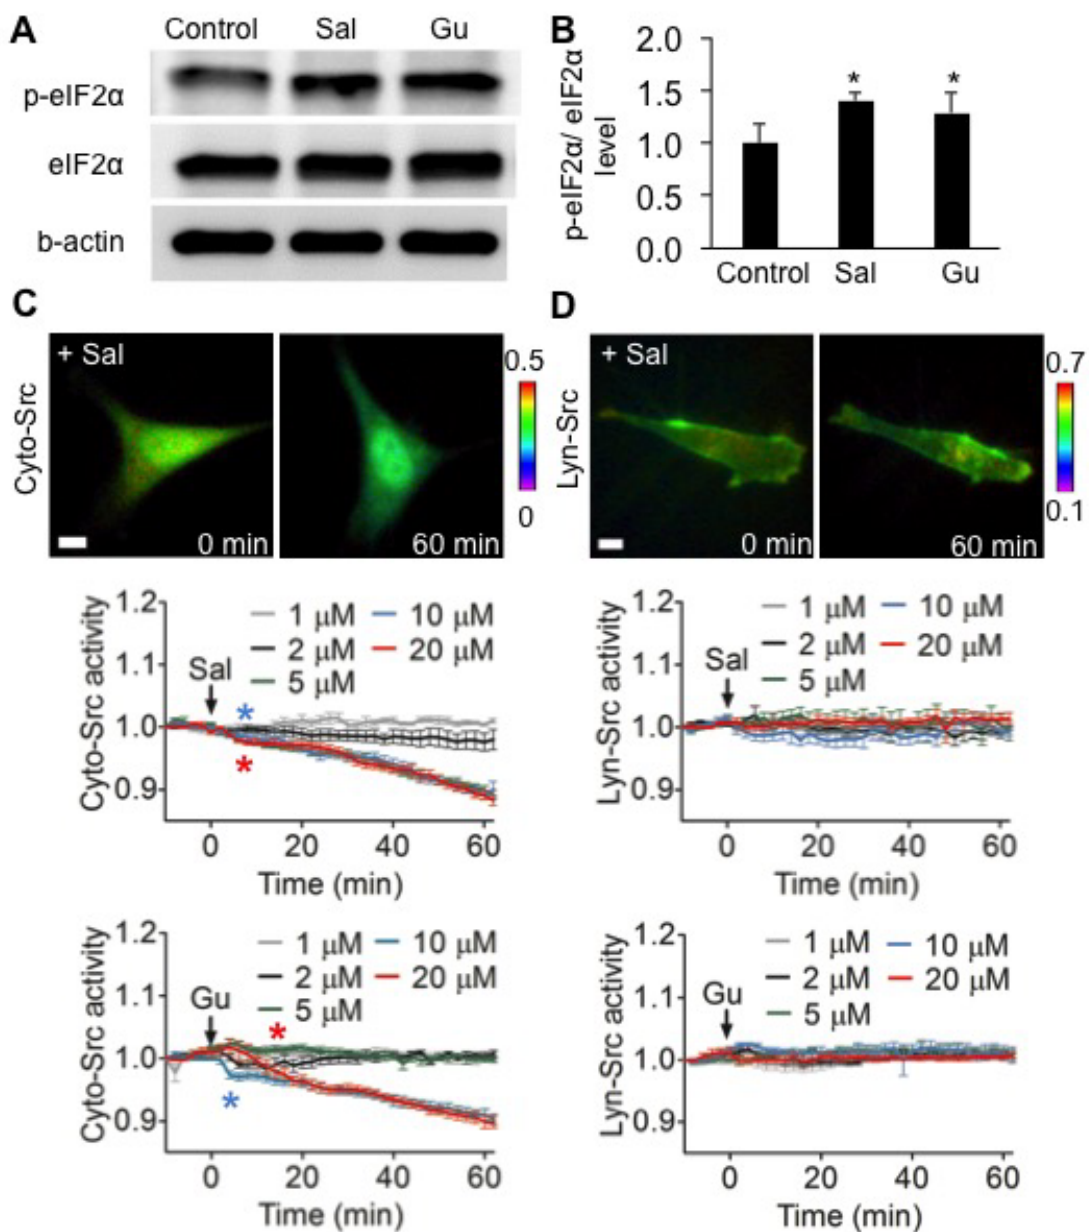 A
Control Sal Gu
p-eIF2α
eIF2α
b-actin
B
p-eIF2α/ eIF2α
level
2.0
1.5
1.0
0.5
0.0
* *
Control Sal Gu
C
Cyto-Src
+ Sal
0 min
60 min
0.5
0
D
Lyn-Src
+ Sal
0 min
60 min
0.7
0.1
Cyto-Src activity
1.2
1.1
1.0
0.9
1 μM 10 μM
2 μM 20 μM
5 μM
Sal
*
*
0 20 40 60
Time (min)
Lyn-Src activity
1.2
1.1
1.0
0.9
1 μM 10 μM
2 μM 20 μM
5 μM
Sal
0 20 40 60
Time (min)
Cyto-Src activity
1.2
1.1
1.0
0.9
1 μM 10 μM
2 μM 20 μM
5 μM
Gu
*
*
0 20 40 60
Time (min)
Lyn-Src activity
1.2
1.1
1.0
0.9
1 μM 10 μM
2 μM 20 μM
5 μM
Gu
0 20 40 60
Time (min)